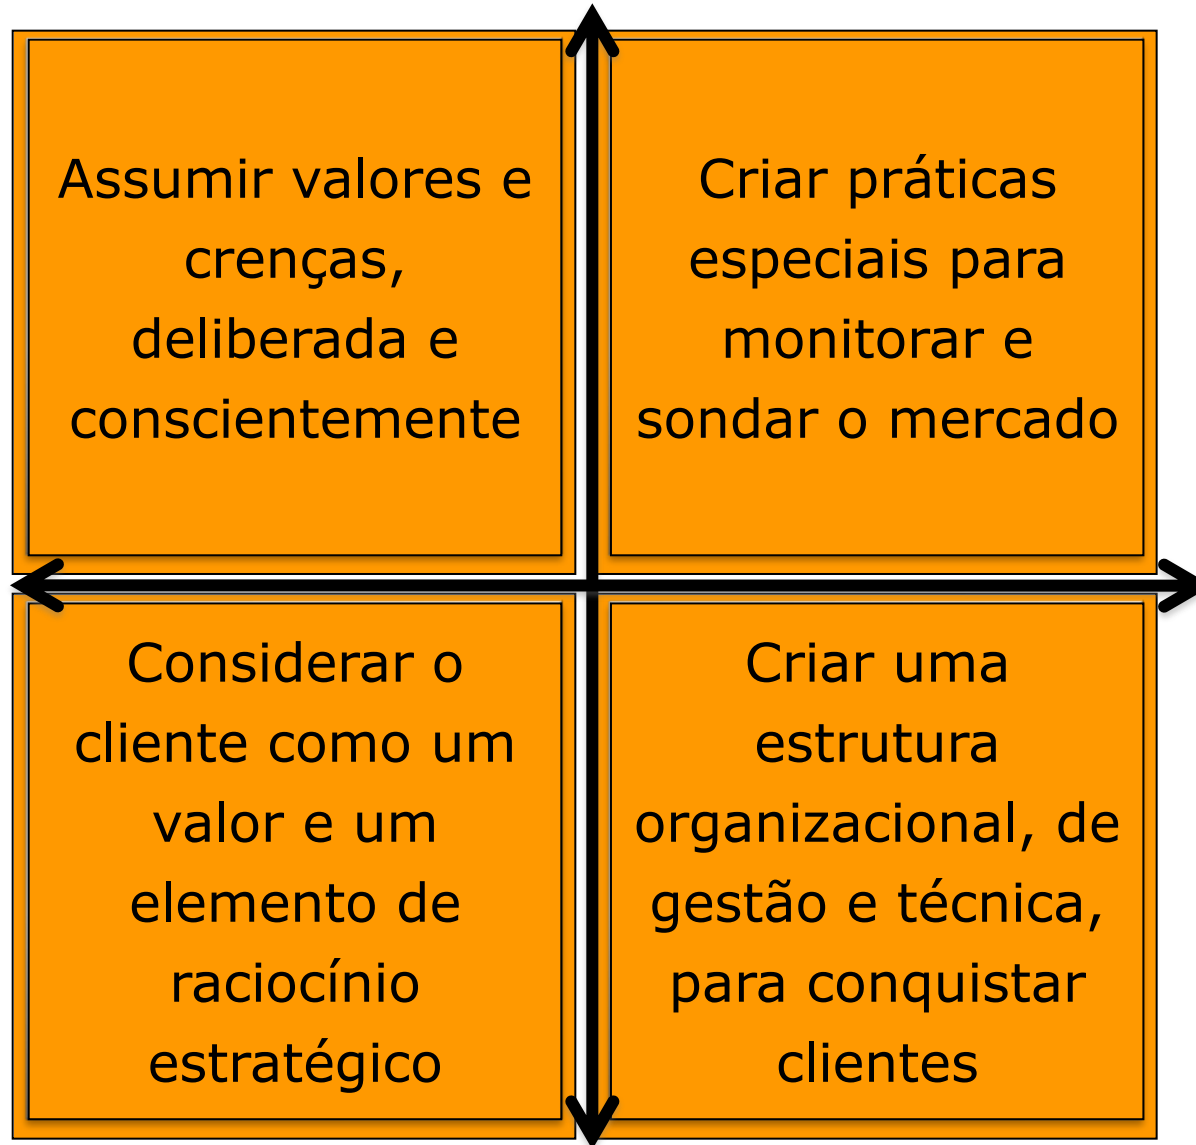 Assumir valores e
crenças,
deliberada e
conscientemente
Criar práticas
especiais para
monitorar e
sondar o mercado
Considerar o
cliente como um
valor e um
elemento de
raciocínio
estratégico
Criar uma
estrutura
organizacional, de
gestão e técnica,
para conquistar
clientes